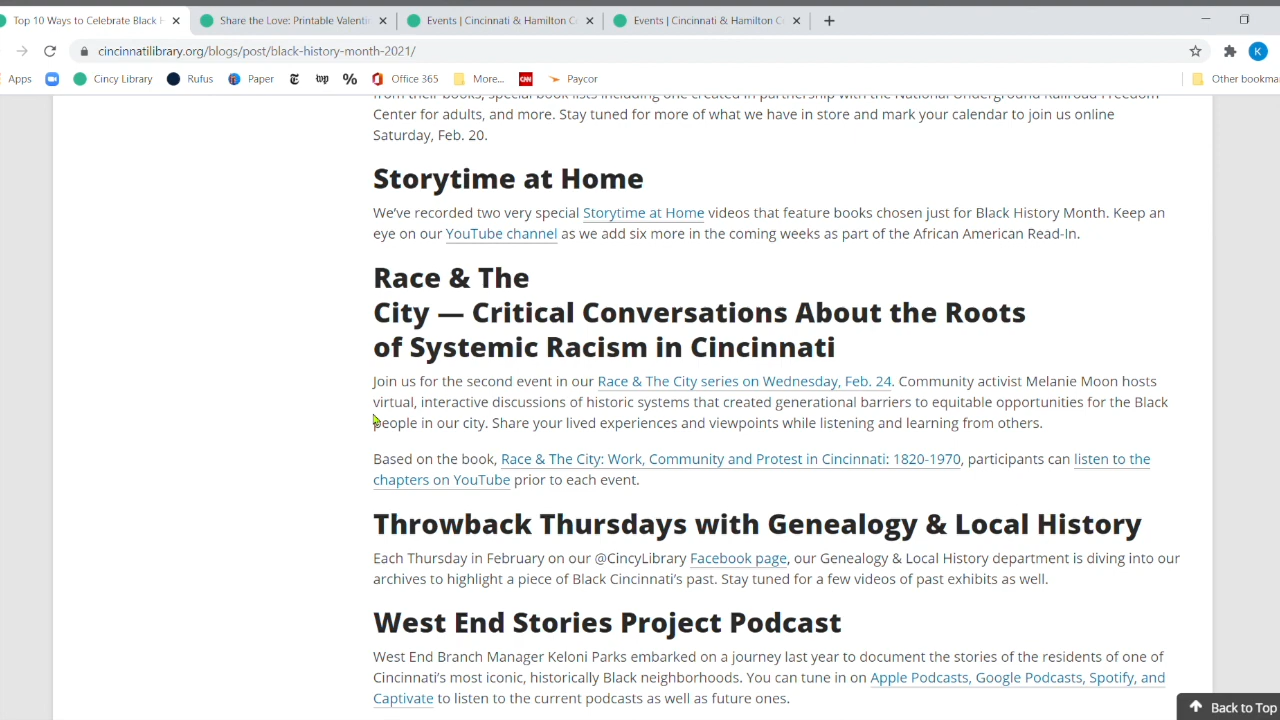 Top 10 Ways to Celebrate Black H
Share the Love: Printable Valentin
Events | Cincinnati & Hamilton C
Events | Cincinnati & Hamilton C
cincinnatilibrary.org/blogs/post/black-history-month-2021/
K
Apps Cincy Library Rufus Paper Office 365 More... CNN Paycor Other bookma
from their books, special book lists including one created in partnership with the National Underground Railroad Freedom
Center for adults, and more. Stay tuned for more of what we have in store and mark your calendar to join us online
Saturday, Feb. 20.
Storytime at Home
We’ve recorded two very special Storytime at Home videos that feature books chosen just for Black History Month. Keep an
eye on our YouTube channel as we add six more in the coming weeks as part of the African American Read-In.
Race & The
City — Critical Conversations About the Roots
of Systemic Racism in Cincinnati
Join us for the second event in our Race & The City series on Wednesday, Feb. 24. Community activist Melanie Moon hosts
virtual, interactive discussions of historic systems that created generational barriers to equitable opportunities for the Black
people in our city. Share your lived experiences and viewpoints while listening and learning from others.
Based on the book, Race & The City: Work, Community and Protest in Cincinnati: 1820-1970, participants can listen to the
chapters on YouTube prior to each event.
Throwback Thursdays with Genealogy & Local History
Each Thursday in February on our @CincyLibrary Facebook page, our Genealogy & Local History department is diving into our
archives to highlight a piece of Black Cincinnati’s past. Stay tuned for a few videos of past exhibits as well.
West End Stories Project Podcast
West End Branch Manager Keloni Parks embarked on a journey last year to document the stories of the residents of one of
Cincinnati’s most iconic, historically Black neighborhoods. You can tune in on Apple Podcasts, Google Podcasts, Spotify, and
Captivate to listen to the current podcasts as well as future ones.
Back to Top